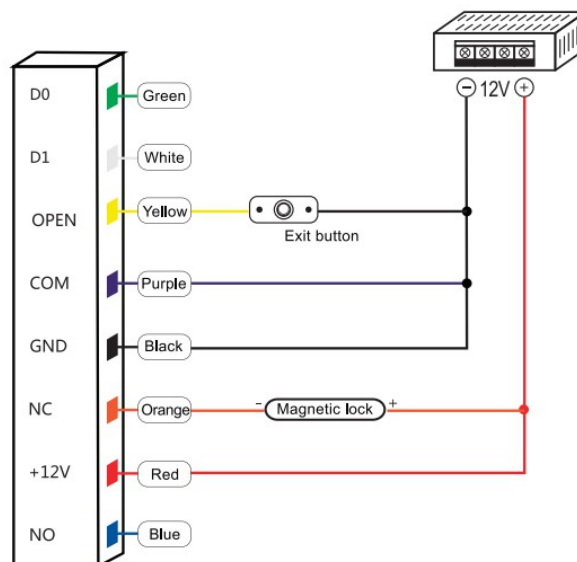 − 12V +
D0 Green
D1 White
OPEN Yellow
Exit button
COM Purple
GND Black
NC Orange − Magnetic lock +
+12V Red
NO Blue